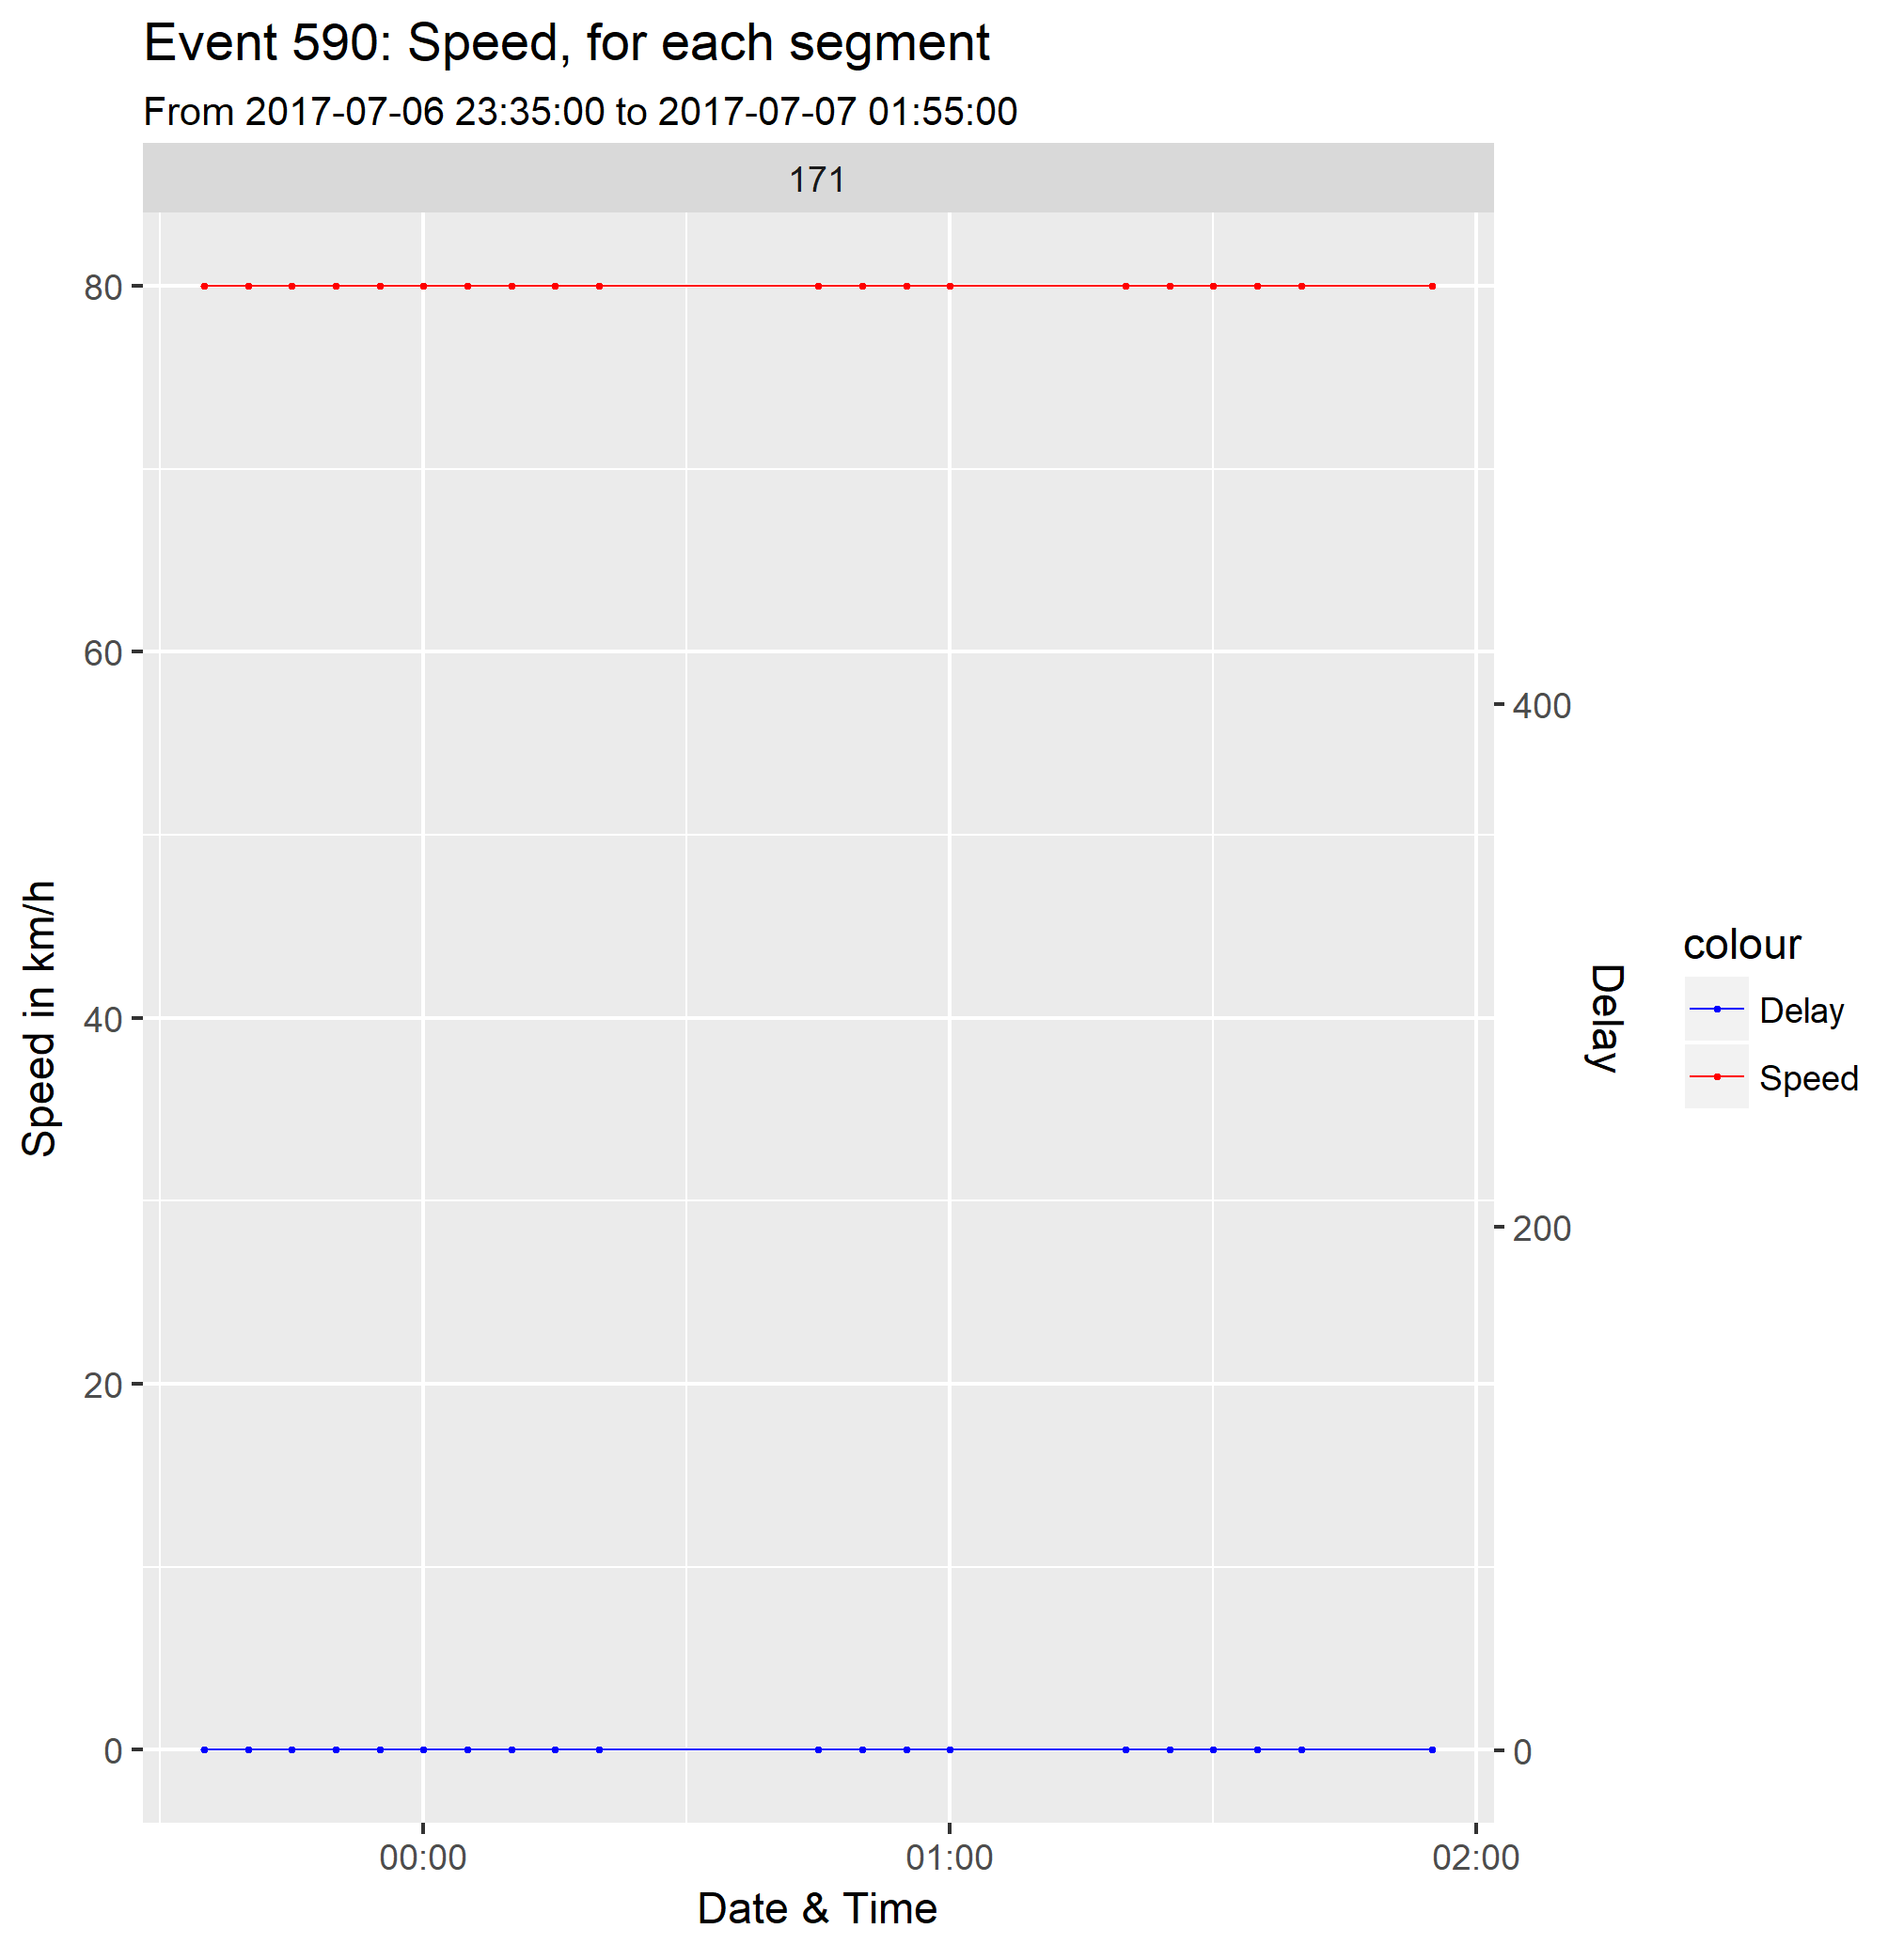 Event 590: Speed, for each segment
From 2017-07-06 23:35:00 to 2017-07-07 01:55:00
171
80
60
40
20
0
Speed in km/h
400
200
0
Delay
00:00
01:00
02:00
Date & Time
colour
Delay
Speed